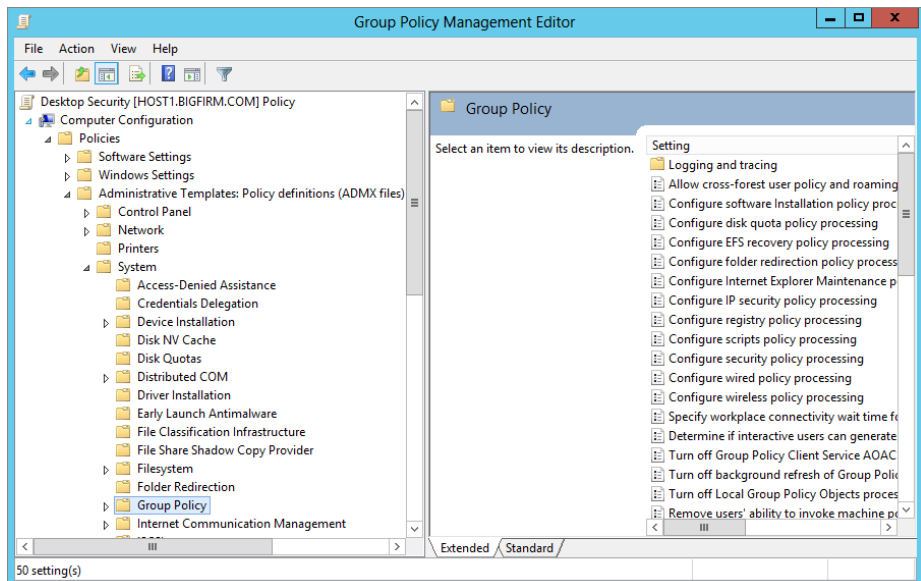 Group Policy Management Editor
File Action View Help
Desktop Security [HOST1.BIGFIRM.COM] Policy
Computer Configuration
Policies
Software Settings
Windows Settings
Administrative Templates: Policy definitions (ADMX files)
Control Panel
Network
Printers
System
Access-Denied Assistance
Credentials Delegation
Device Installation
Disk NV Cache
Disk Quotas
Distributed COM
Driver Installation
Early Launch Antimalware
File Classification Infrastructure
File Share Shadow Copy Provider
Filesystem
Folder Redirection
Group Policy
Internet Communication Management
Group Policy
Select an item to view its description.
Setting
Logging and tracing
Allow cross-forest user policy and roaming
Configure software Installation policy proc
Configure disk quota policy processing
Configure EFS recovery policy processing
Configure folder redirection policy process
Configure Internet Explorer Maintenance p
Configure IP security policy processing
Configure registry policy processing
Configure scripts policy processing
Configure security policy processing
Configure wired policy processing
Configure wireless policy processing
Specify workplace connectivity wait time fo
Determine if interactive users can generate
Turn off Group Policy Client Service AOAC
Turn off background refresh of Group Polic
Turn off Local Group Policy Objects proces
Remove users' ability to invoke machine po
Extended Standard
50 setting(s)